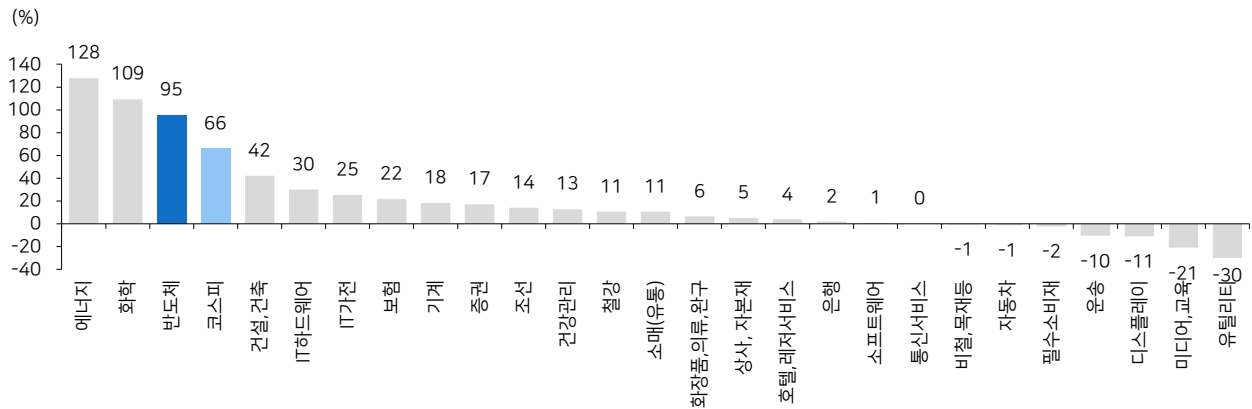 (%)
140
120
100
80
60
40
20
0
-20
-40
128
109
95
66
42
30
25
22
18
17
14
13
11
11
6
5
4
2
1
0
-1
-1
-2
-10
-11
-21
-30
에너지
화학
반도체
코스피
건설,건축
IT하드웨어
IT가전
보험
기계
증권
조선
건강관리
철강
소매(유통)
화장품,의류,완구
상사, 자본재
호텔,레저서비스
은행
소프트웨어
통신서비스
비철,목재등
자동차
필수소비재
운송
디스플레이
미디어,교육
유틸리티